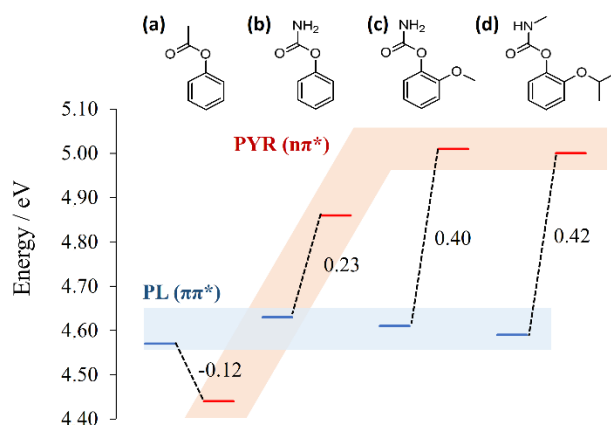 (a) (b) (c) (d)
NH₂ NH₂ HN
O O O O
O O O O O O
5.10
PYR (nπ*)
5.00
4.90
0.23 0.40 0.42
4.80
Energy / eV
4.70
PL (ππ*)
4.60
-0.12
4.50
4 40